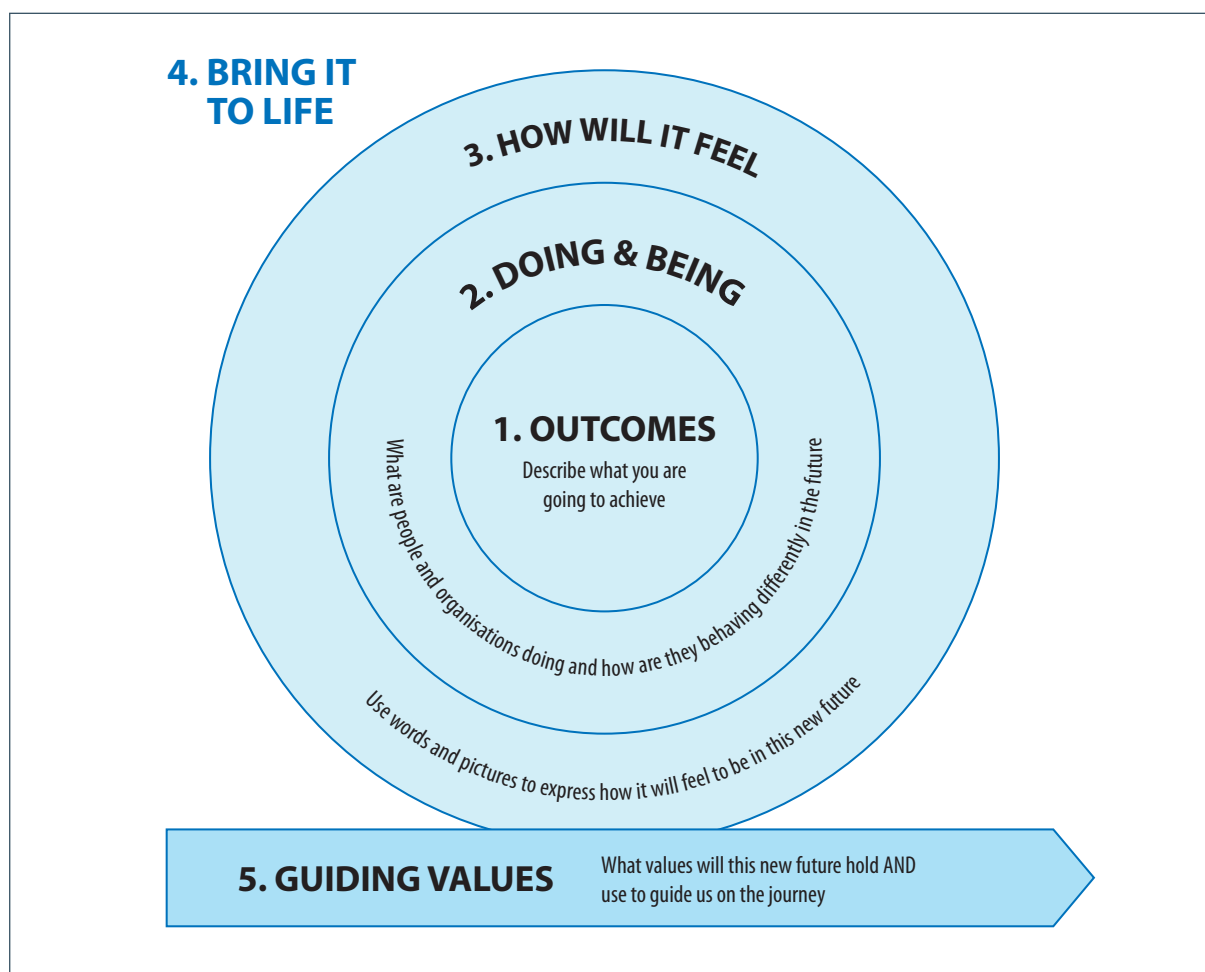 4. BRING IT
TO LIFE
3. HOW WILL IT FEEL
2. DOING & BEING
1. OUTCOMES
Describe what you are
going to achieve
What are people and organisations doing and how are they behaving differently in the future
Use words and pictures to express how it will feel to be in this new future
5. GUIDING VALUES
What values will this new future hold AND
use to guide us on the journey